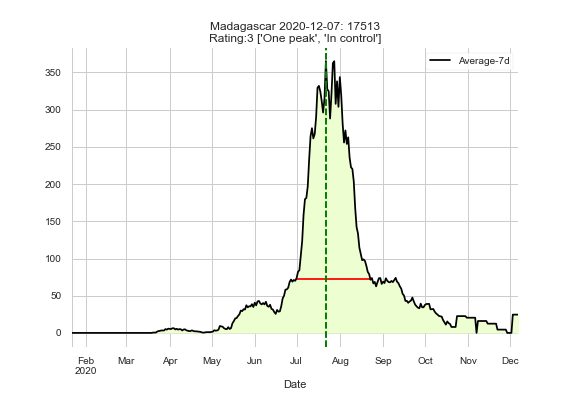 Madagascar 2020-12-07: 17513
Rating:3 ['One peak', 'In control']
Average-7d
350
300
250
200
150
100
50
0
Feb Mar Apr May Jun Jul Aug Sep Oct Nov Dec
2020
Date